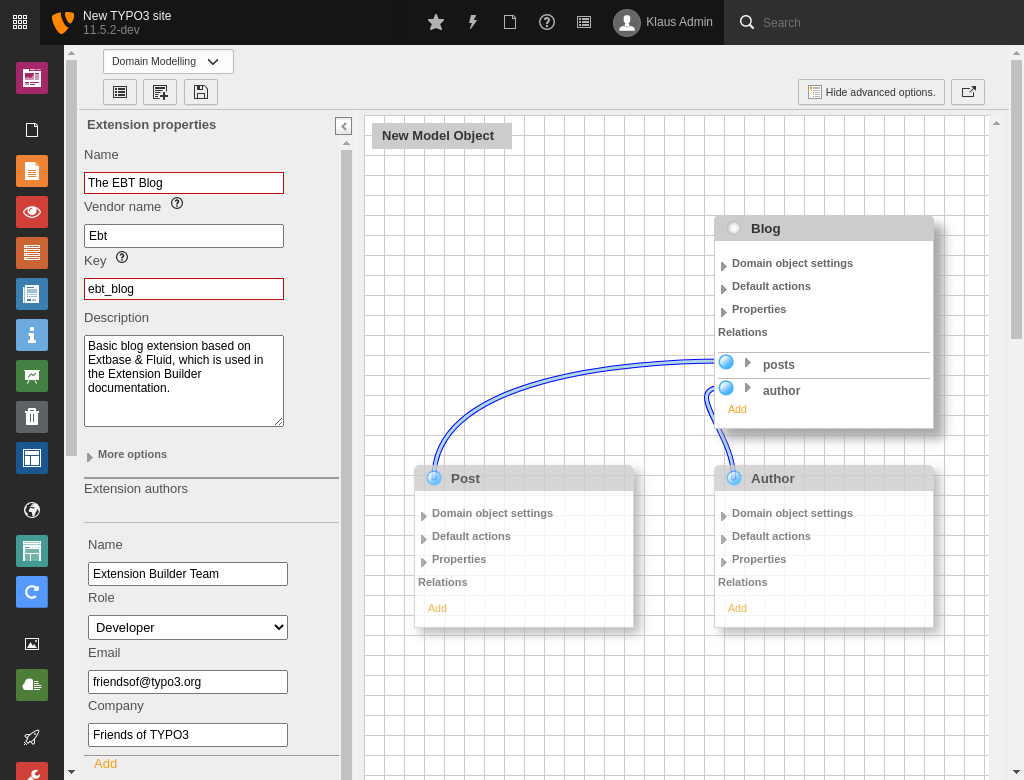 New TYPO3 site
11.5.2-dev
Klaus Admin
Search
Domain Modelling
Hide advanced options.
Extension properties
Name
The EBT Blog
Vendor name
Ebt
Key
ebt_blog
Description
Basic blog extension based on
Extbase & Fluid, which is used in
the Extension Builder
documentation.
More options
Extension authors
Name
Extension Builder Team
Role
Developer
Email
friendsof@typo3.org
Company
Friends of TYPO3
Add
New Model Object
Blog
Domain object settings
Default actions
Properties
Relations
posts
author
Add
Post
Domain object settings
Default actions
Properties
Relations
Add
Author
Domain object settings
Default actions
Properties
Relations
Add